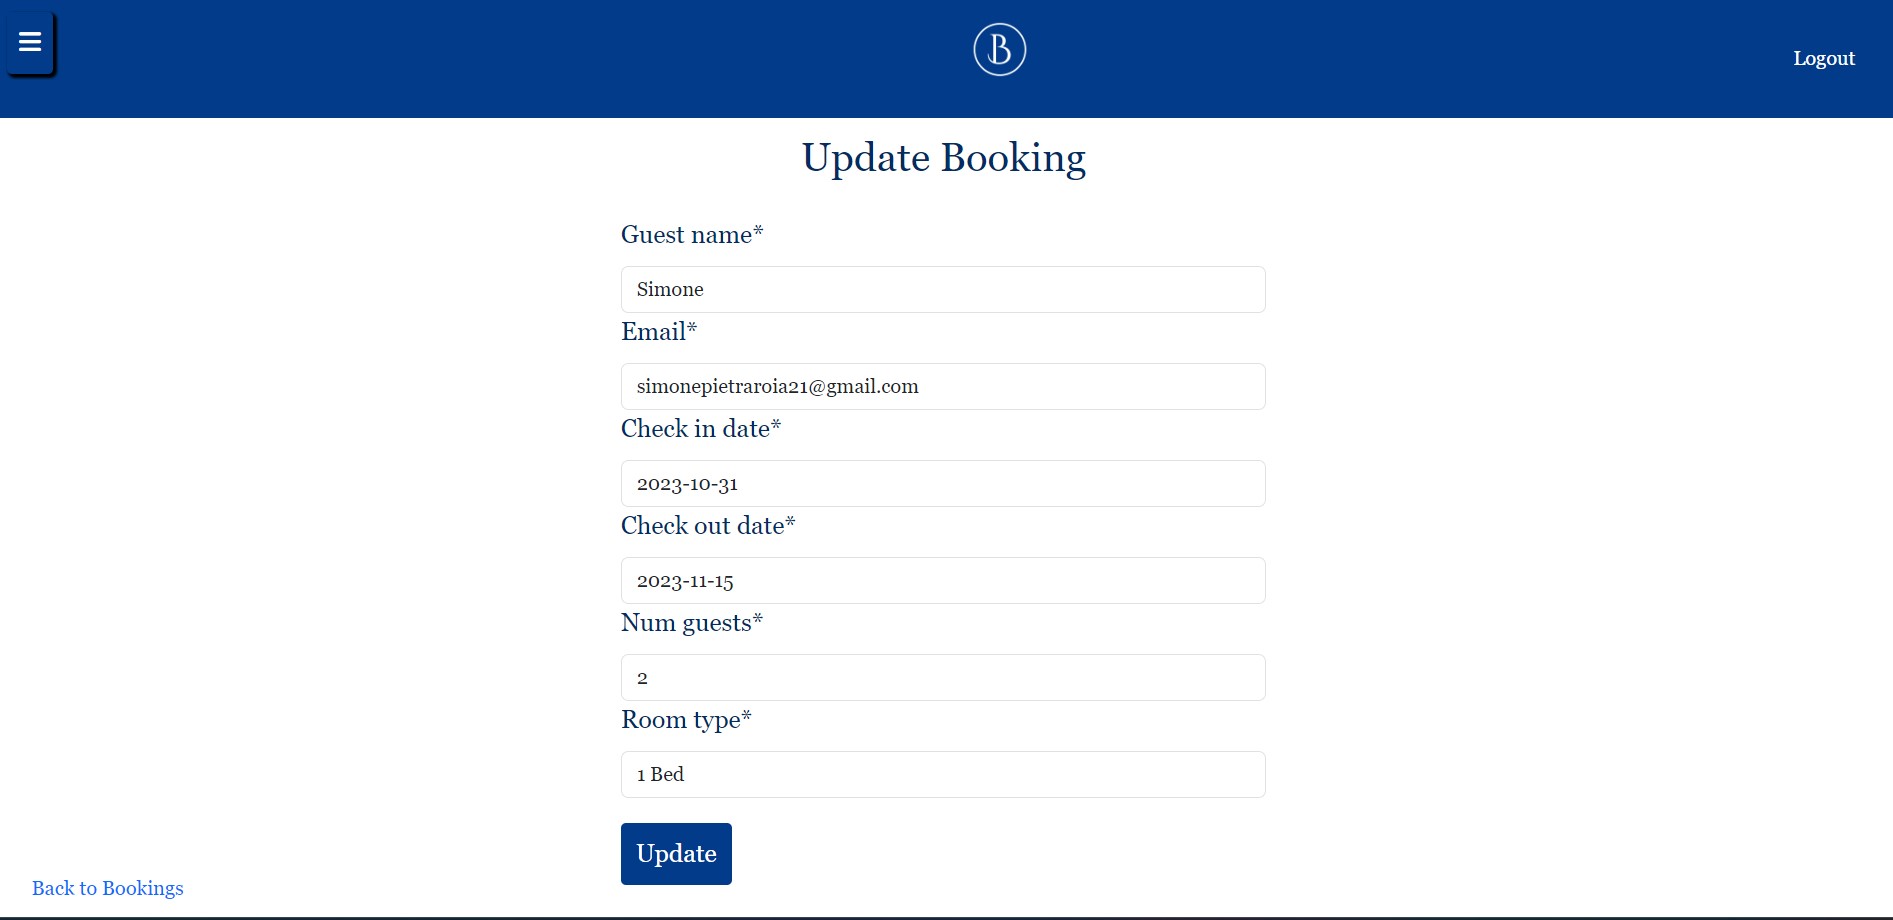 B
Logout
Update Booking
Guest name*
Simone
Email*
simonepietraroia21@gmail.com
Check in date*
2023-10-31
Check out date*
2023-11-15
Num guests*
2
Room type*
1 Bed
Update
Back to Bookings